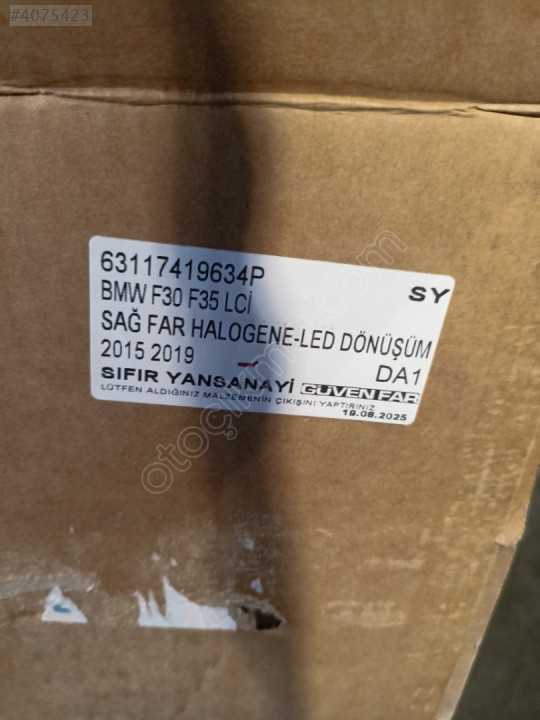 #4075423
63117419634P
SY
BMW F30 F35 LCİ
SAĞ FAR HALOGENE-LED DÖNÜŞÜM
2015 2019
DA1
SIFIR YANSANAYİ GÜVEN FAR
LÜTFEN ALDIĞINIZ MALZEMENİN ÇIKIŞINI YAPTIRINIZ
19.08.2025
otoçıkma.com